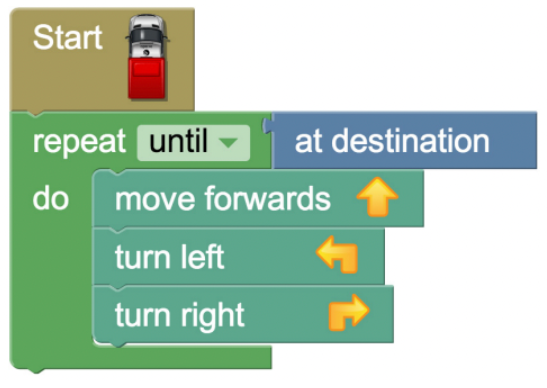 Start
repeat until at destination
do move forwards
turn left
turn right